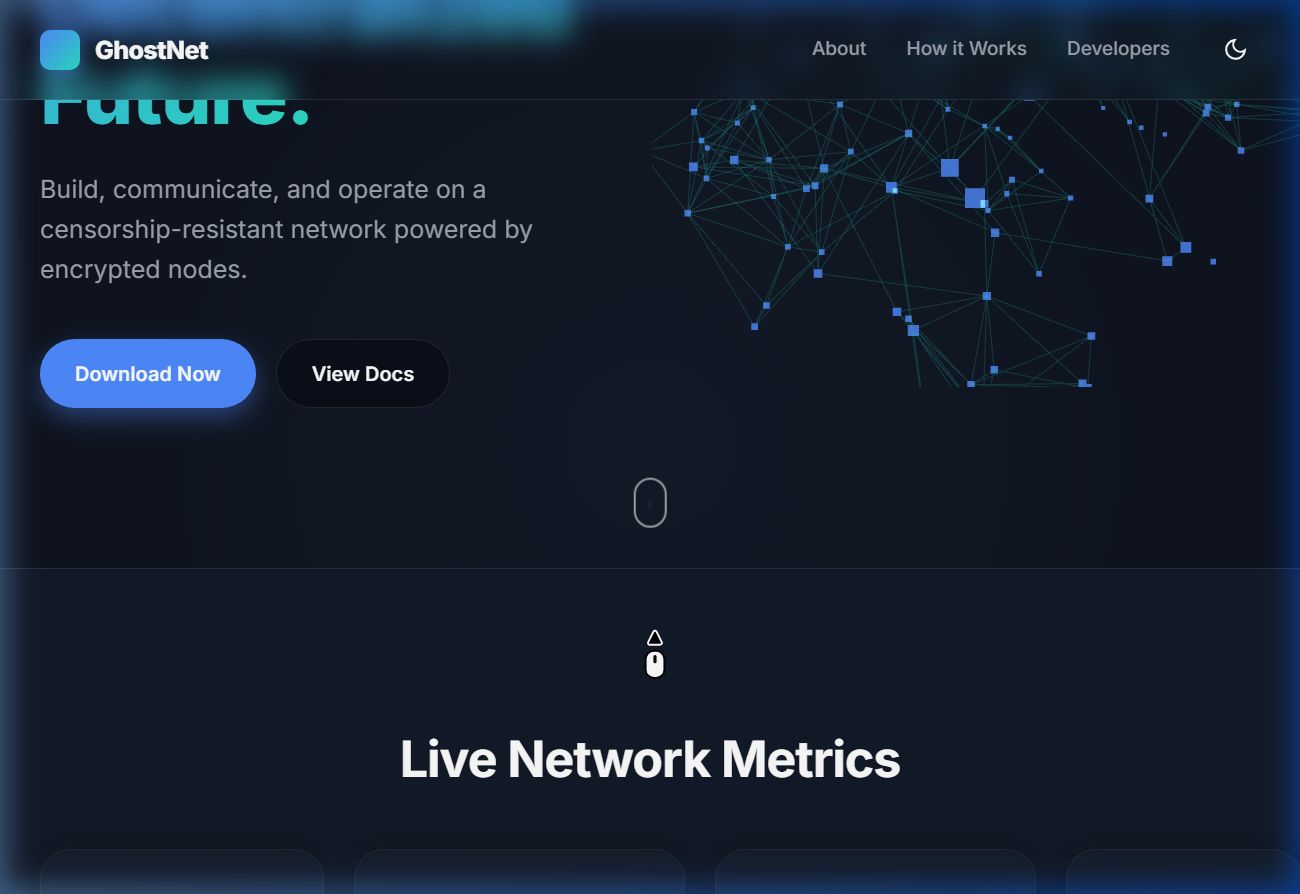 GhostNet
About
How it Works
Developers
Future.
Build, communicate, and operate on a
censorship-resistant network powered by
encrypted nodes.
Download Now
View Docs
Live Network Metrics